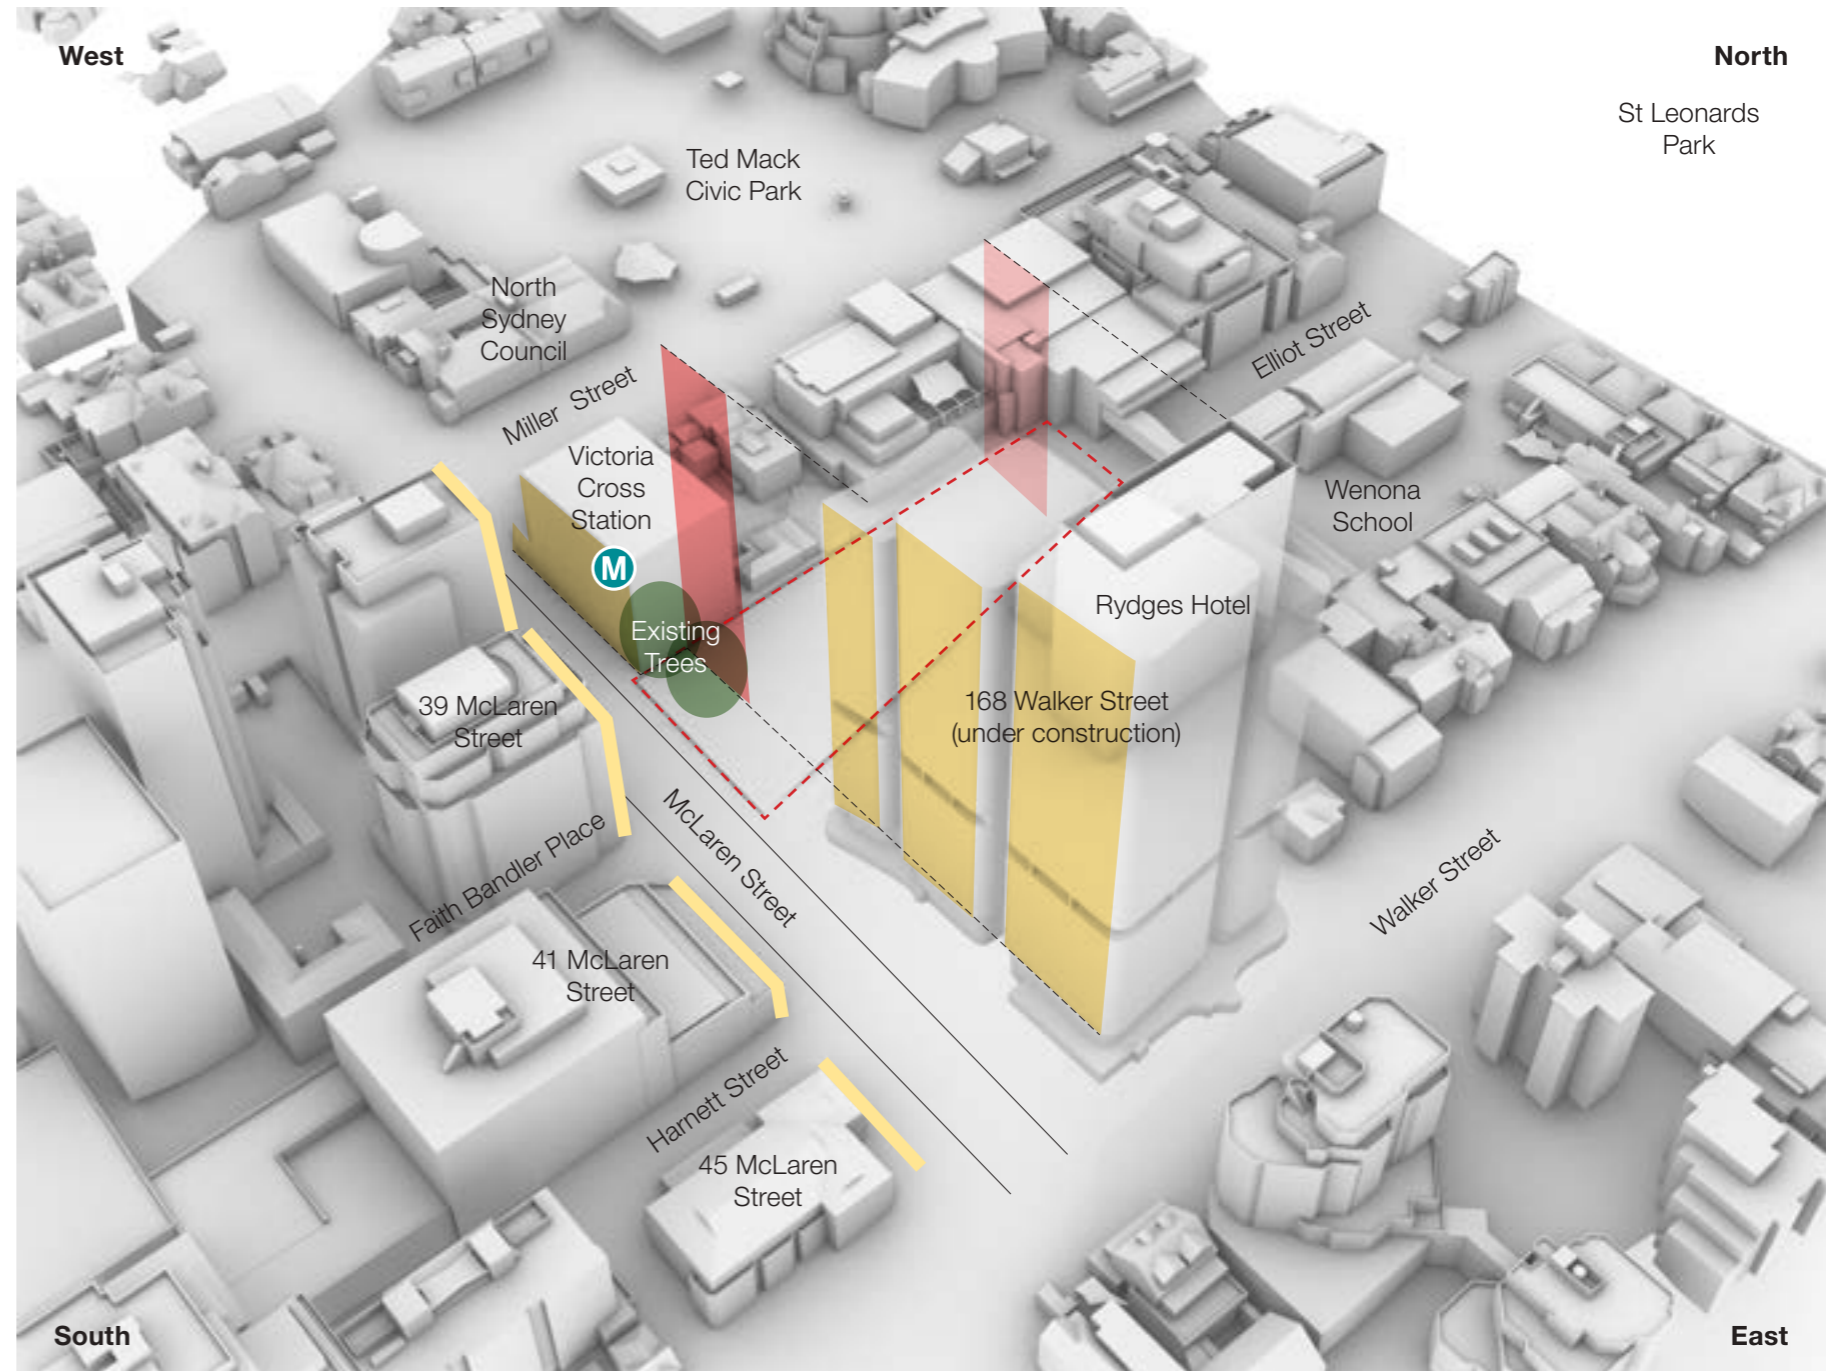 West
North
St Leonards
Park
Ted Mack
Civic Park
North
Sydney
Council
Elliot Street
Miller Street
Victoria
Cross
Station
M
Wenona
School
Rydges Hotel
Existing
Trees
39 McLaren
Street
168 Walker Street
(under construction)
McLaren Street
Faith Bandler Place
Walker Street
41 McLaren
Street
Harnett Street
45 McLaren
Street
South
East